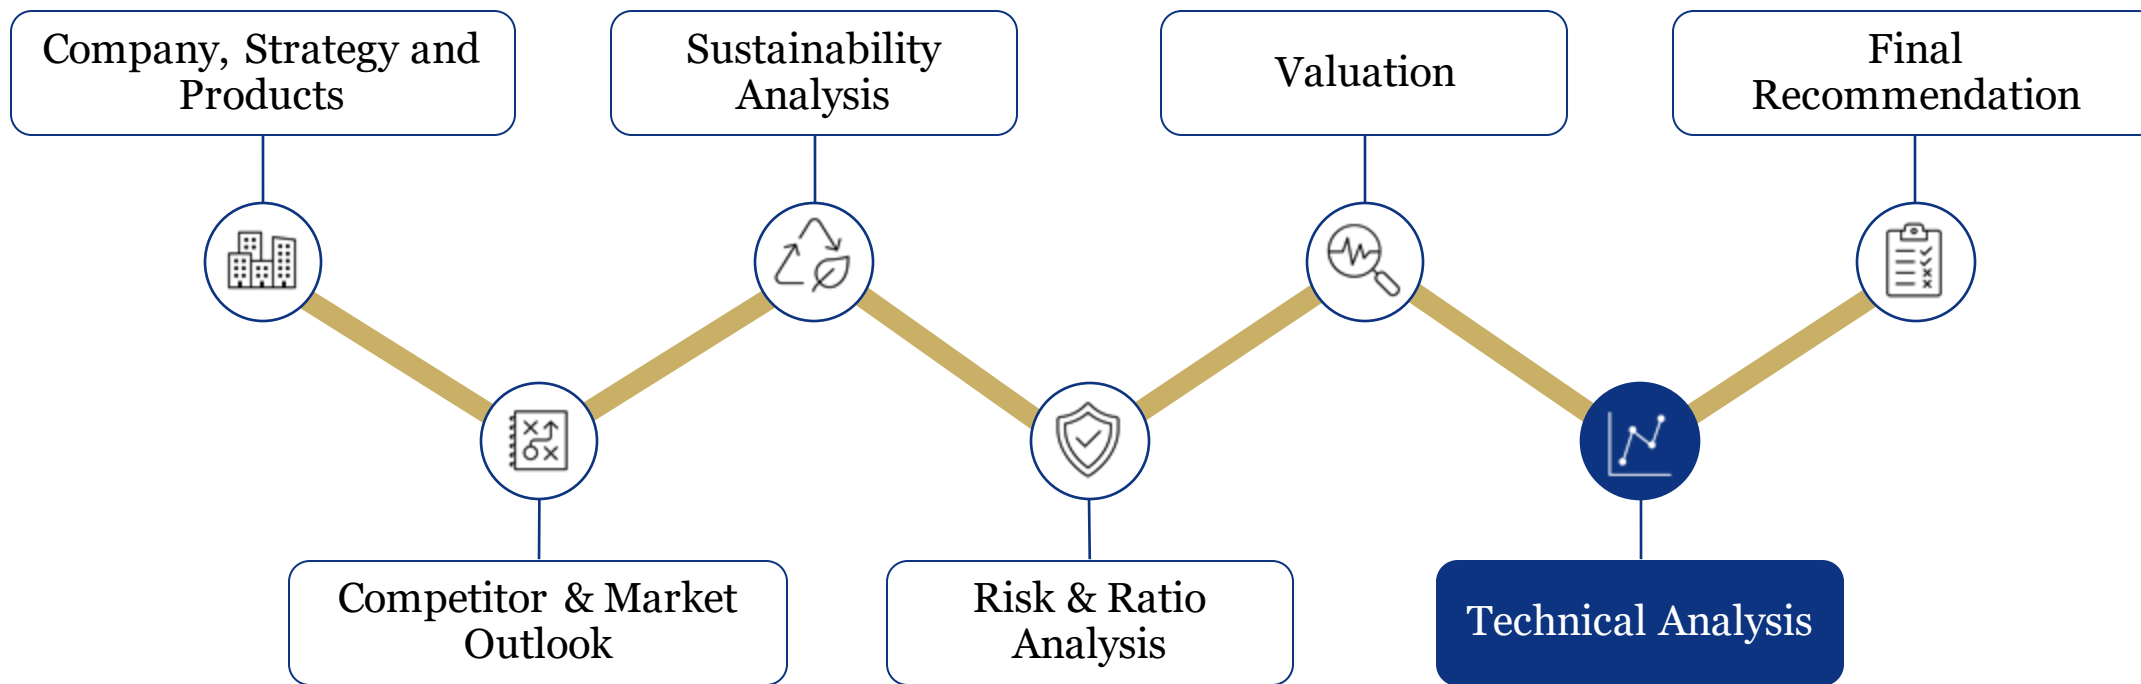 Company, Strategy and
Products
Sustainability
Analysis
Valuation
Final
Recommendation
Competitor & Market
Outlook
Risk & Ratio
Analysis
Technical Analysis